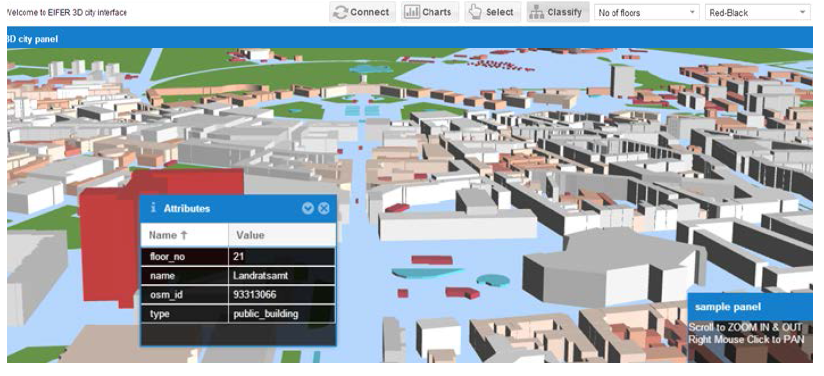 Welcome to EIFER 3D city interface
Connect
Charts
Select
Classify
No of floors
Red-Black
3D city panel
Attributes
Name Value
floor_no 21
name Landratsamt
osm_id 93313066
type public_building
sample panel
Scroll to ZOOM IN & OUT
Right Mouse Click to PAN